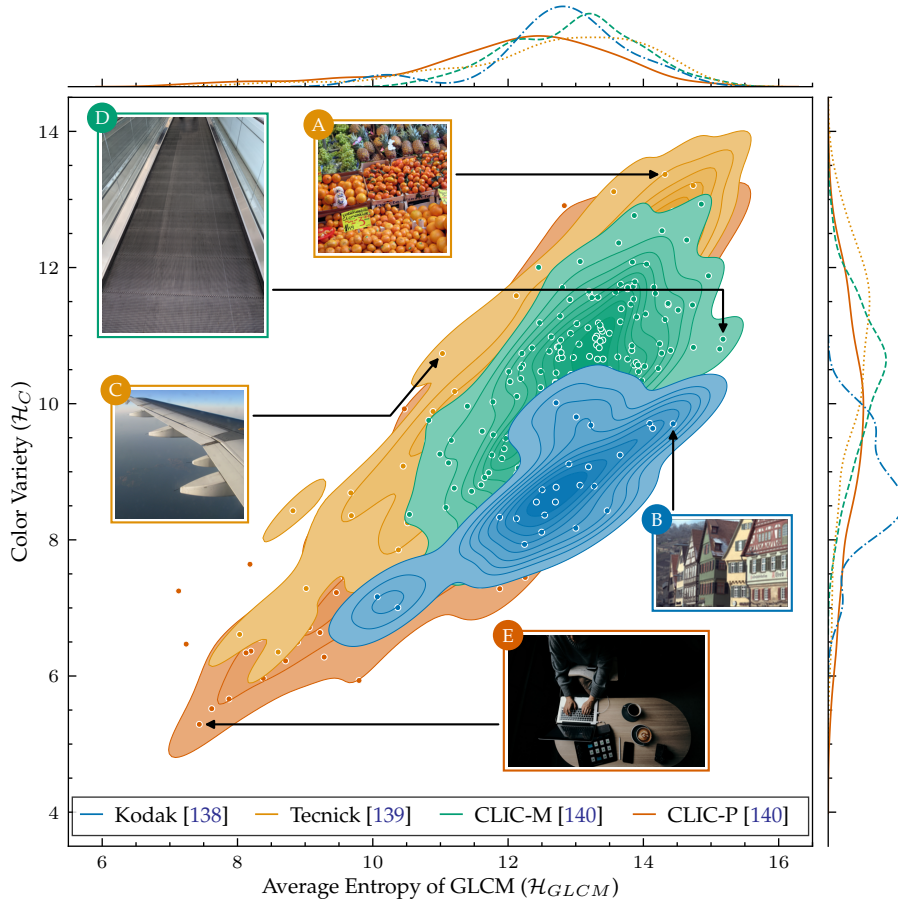 D
A
C
B
E
14
12
10
8
6
4
Color Variety (H_C)
Kodak [138]
Tecnick [139]
CLIC-M [140]
CLIC-P [140]
6
8
10
12
14
16
Average Entropy of GLCM (H_GLCM)